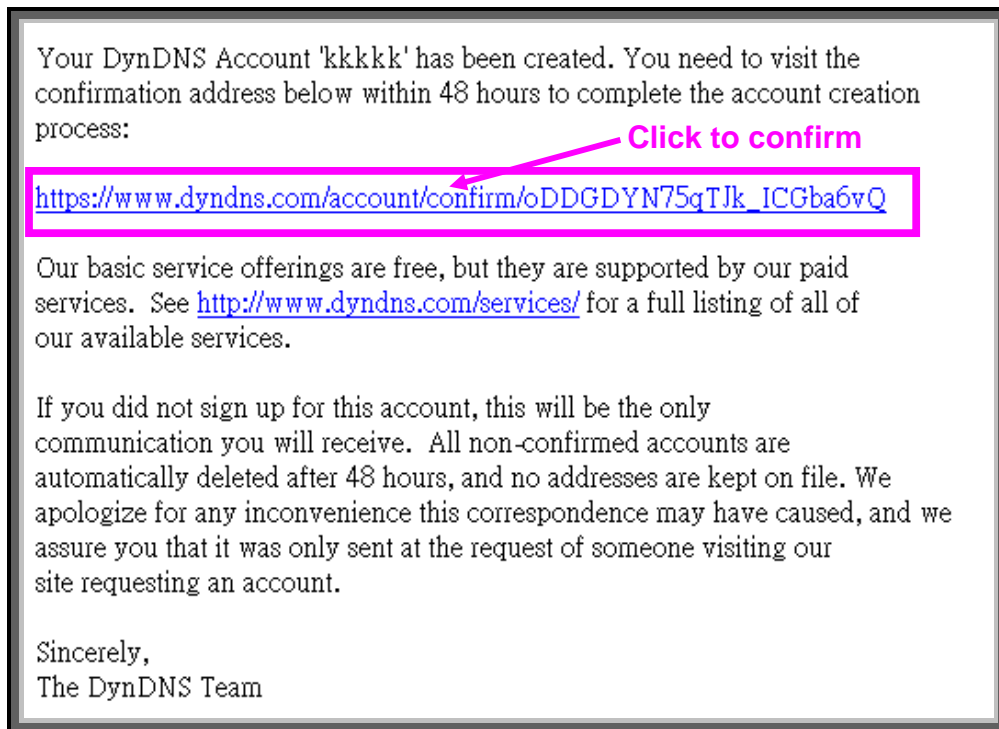 Your DynDNS Account 'kkkkk' has been created. You need to visit the
confirmation address below within 48 hours to complete the account creation
process:
Click to confirm
https://www.dyndns.com/account/confirm/oDDGDYN75qTJk_ICGba6vQ
Our basic service offerings are free, but they are supported by our paid
services.  See http://www.dyndns.com/services/ for a full listing of all of
our available services.
If you did not sign up for this account, this will be the only
communication you will receive.  All non-confirmed accounts are
automatically deleted after 48 hours, and no addresses are kept on file. We
apologize for any inconvenience this correspondence may have caused, and we
assure you that it was only sent at the request of someone visiting our
site requesting an account.
Sincerely,
The DynDNS Team